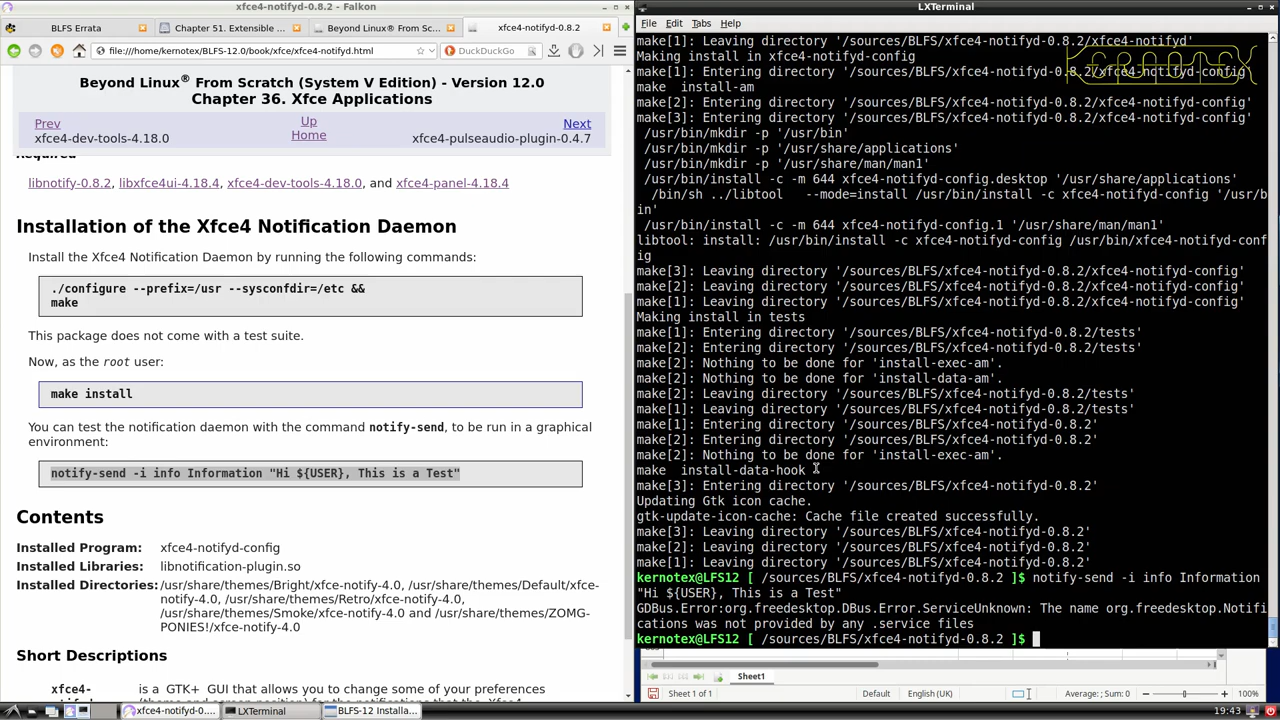 xfce4-notifyd-0.8.2 - Falkon
BLFS Errata
Chapter 51. Extensible ...
Beyond Linux® From Sc...
xfce4-notifyd-0.8.2
file:///home/kernotex/BLFS-12.0/book/xfce/xfce4-notifyd.html
DuckDuckGo
Beyond Linux® From Scratch (System V Edition) - Version 12.0
Chapter 36. Xfce Applications
Prev
Up
Next
xfce4-dev-tools-4.18.0
Home
xfce4-pulseaudio-plugin-0.4.7
Required
libnotify-0.8.2, libxfce4ui-4.18.4, xfce4-dev-tools-4.18.0, and xfce4-panel-4.18.4
Installation of the Xfce4 Notification Daemon
Install the Xfce4 Notification Daemon by running the following commands:
./configure --prefix=/usr --sysconfdir=/etc &&
make
This package does not come with a test suite.
Now, as the root user:
make install
You can test the notification daemon with the command notify-send, to be run in a graphical
environment:
notify-send -i info Information "Hi ${USER}, This is a Test"
Contents
Installed Program: xfce4-notifyd-config
Installed Libraries: libnotification-plugin.so
Installed Directories: /usr/share/themes/Bright/xfce-notify-4.0, /usr/share/themes/Default/xfce-
notify-4.0, /usr/share/themes/Retro/xfce-notify-4.0,
/usr/share/themes/Smoke/xfce-notify-4.0 and /usr/share/themes/ZOMG-
PONIES!/xfce-notify-4.0
Short Descriptions
xfce4- is a GTK+ GUI that allows you to change some of your preferences
LXTerminal
File Edit Tabs Help
make[1]: Leaving directory '/sources/BLFS/xfce4-notifyd-0.8.2/xfce4-notifyd'
Making install in xfce4-notifyd-config
make[1]: Entering directory '/sources/BLFS/xfce4-notifyd-0.8.2/xfce4-notifyd-config'
make  install-am
make[2]: Entering directory '/sources/BLFS/xfce4-notifyd-0.8.2/xfce4-notifyd-config'
make[3]: Entering directory '/sources/BLFS/xfce4-notifyd-0.8.2/xfce4-notifyd-config'
/usr/bin/mkdir -p '/usr/bin'
/usr/bin/mkdir -p '/usr/share/applications'
/usr/bin/mkdir -p '/usr/share/man/man1'
/usr/bin/install -c -m 644 xfce4-notifyd-config.desktop '/usr/share/applications'
/bin/sh ../libtool   --mode=install /usr/bin/install -c xfce4-notifyd-config '/usr/b
in'
/usr/bin/install -c -m 644 xfce4-notifyd-config.1 '/usr/share/man/man1'
libtool: install: /usr/bin/install -c xfce4-notifyd-config /usr/bin/xfce4-notifyd-conf
ig
make[3]: Leaving directory '/sources/BLFS/xfce4-notifyd-0.8.2/xfce4-notifyd-config'
make[2]: Leaving directory '/sources/BLFS/xfce4-notifyd-0.8.2/xfce4-notifyd-config'
make[1]: Leaving directory '/sources/BLFS/xfce4-notifyd-0.8.2/xfce4-notifyd-config'
Making install in tests
make[1]: Entering directory '/sources/BLFS/xfce4-notifyd-0.8.2/tests'
make[2]: Entering directory '/sources/BLFS/xfce4-notifyd-0.8.2/tests'
make[2]: Nothing to be done for 'install-exec-am'.
make[2]: Nothing to be done for 'install-data-am'.
make[2]: Leaving directory '/sources/BLFS/xfce4-notifyd-0.8.2/tests'
make[1]: Leaving directory '/sources/BLFS/xfce4-notifyd-0.8.2/tests'
make[1]: Entering directory '/sources/BLFS/xfce4-notifyd-0.8.2'
make[2]: Entering directory '/sources/BLFS/xfce4-notifyd-0.8.2'
make[2]: Nothing to be done for 'install-exec-am'.
make  install-data-hook
make[3]: Entering directory '/sources/BLFS/xfce4-notifyd-0.8.2'
Updating Gtk icon cache.
gtk-update-icon-cache: Cache file created successfully.
make[3]: Leaving directory '/sources/BLFS/xfce4-notifyd-0.8.2'
make[2]: Leaving directory '/sources/BLFS/xfce4-notifyd-0.8.2'
make[1]: Leaving directory '/sources/BLFS/xfce4-notifyd-0.8.2'
kernotex@LFS12 [ /sources/BLFS/xfce4-notifyd-0.8.2 ]$ notify-send -i info Information
"Hi ${USER}, This is a Test"
GDBus.Error:org.freedesktop.DBus.Error.ServiceUnknown: The name org.freedesktop.Notifi
cations was not provided by any .service files
kernotex@LFS12 [ /sources/BLFS/xfce4-notifyd-0.8.2 ]$
KERNOTEX
Sheet1
Sheet 1 of 1
Default
English (UK)
Average: ; Sum: 0
100%
xfce4-notifyd-0....
LXTerminal
BLFS-12 Installa...
19:43